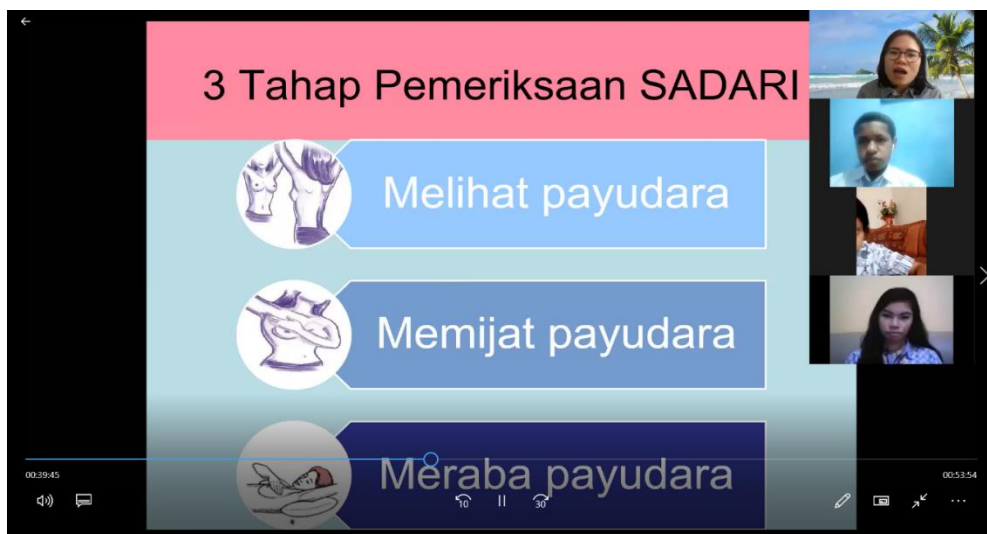 3 Tahap Pemeriksaan SADARI
Melihat payudara
Memijat payudara
Meraba payudara
00:39:45
00:53:54
10
30